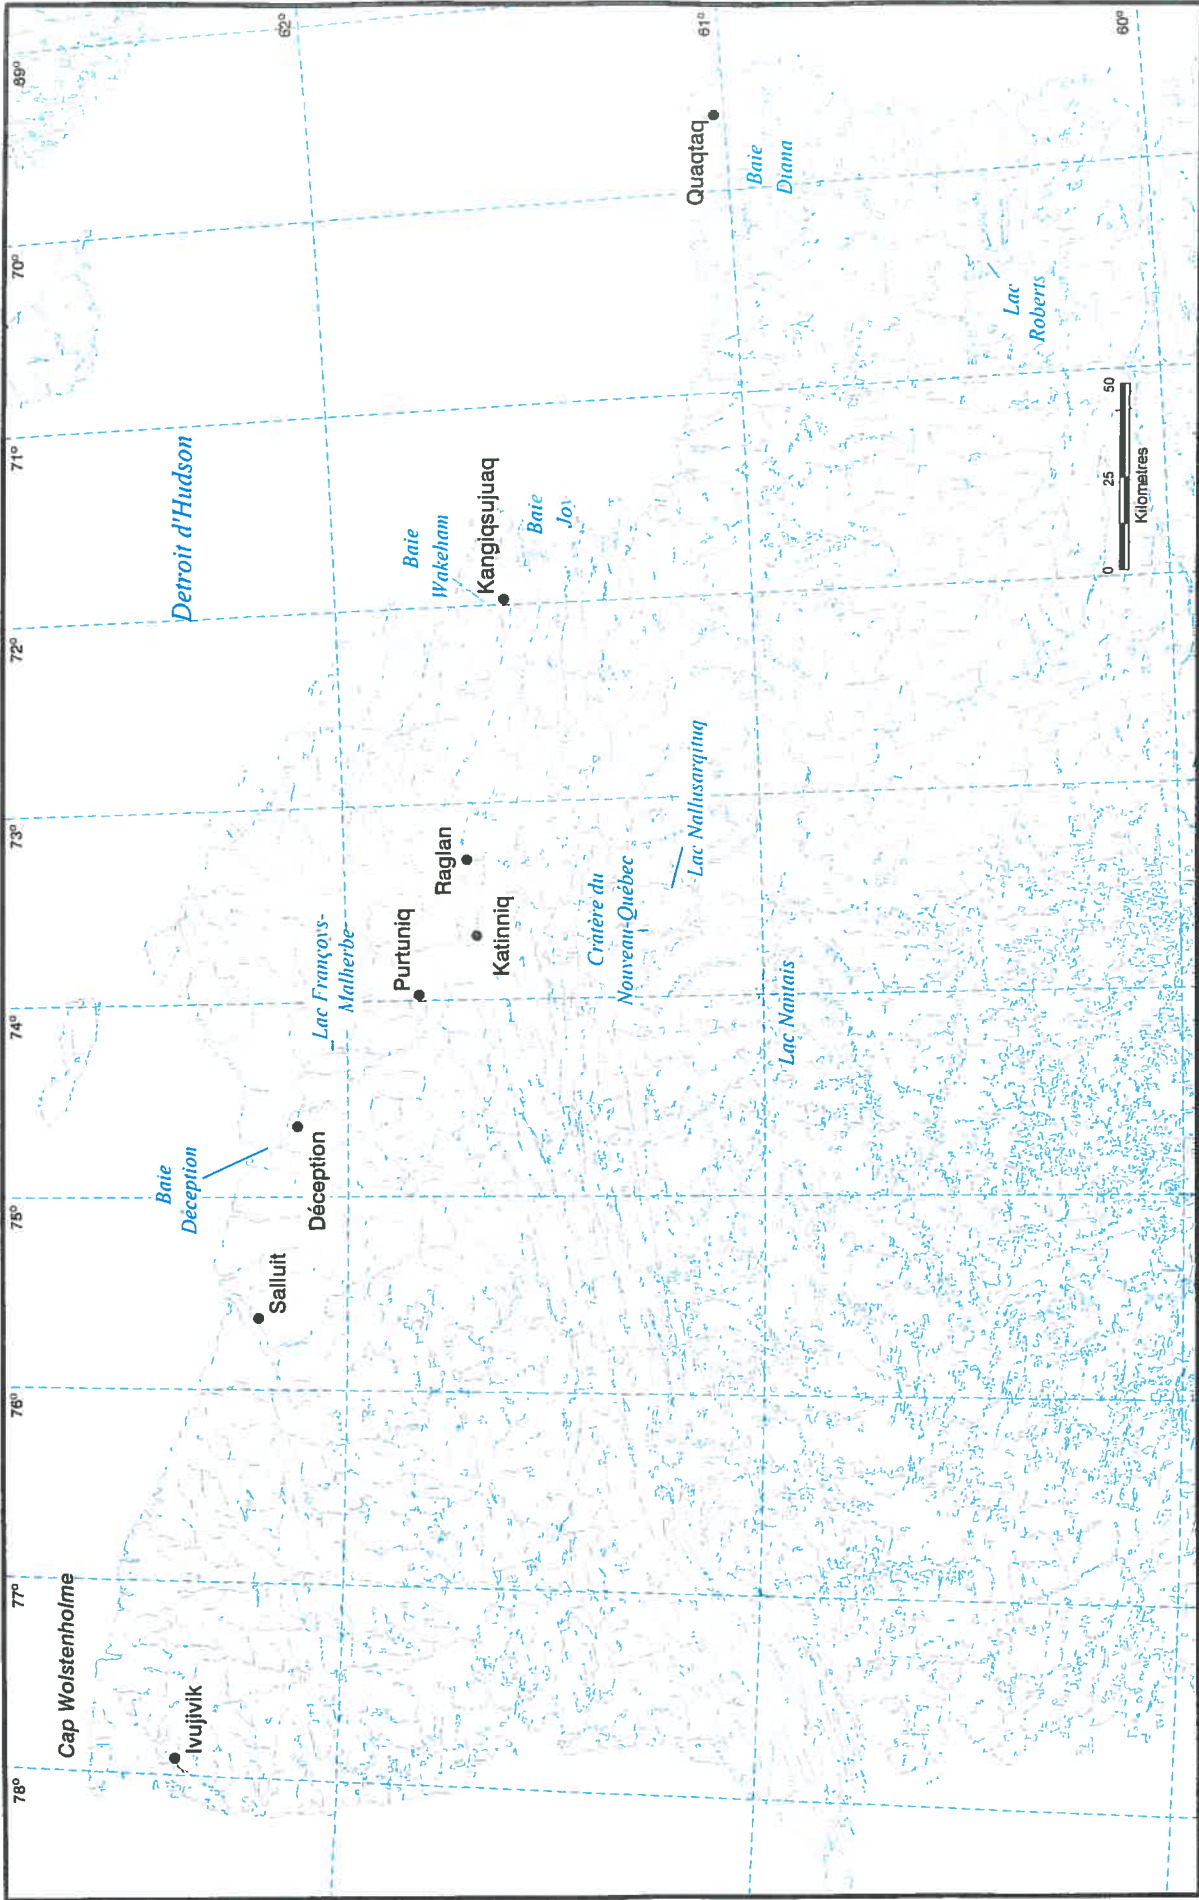 78°
77°
76°
75°
74°
73°
72°
71°
70°
69°
Cap Wolstenholme
Ivujivik
Salluit
Baie
Déception
Déception
Détroit d'Hudson
62°
Lac François-
Malherbe
Purtuniq
Raglan
Katinniq
Baie
Wakeham
Kangiqsujuaq
Baie
Joy
Cratère du
Nouveau-Québec
Lac Nallusarqituq
Lac Nantais
Quaqtaq
61°
Baie
Diana
Lac
Roberts
0 25 50
Kilometres
60°